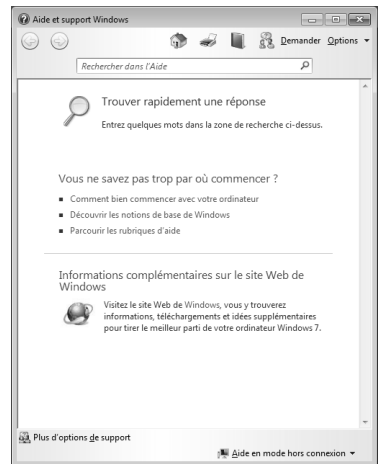 Aide et support Windows
Demander Options
Rechercher dans l'Aide
Trouver rapidement une réponse
Entrez quelques mots dans la zone de recherche ci-dessus.
Vous ne savez pas trop par où commencer ?
Comment bien commencer avec votre ordinateur
Découvrir les notions de base de Windows
Parcourir les rubriques d'aide
Informations complémentaires sur le site Web de
Windows
Visitez le site Web de Windows, vous y trouverez
informations, téléchargements et idées supplémentaires
pour tirer le meilleur parti de votre ordinateur Windows 7.
Plus d'options de support
Aide en mode hors connexion